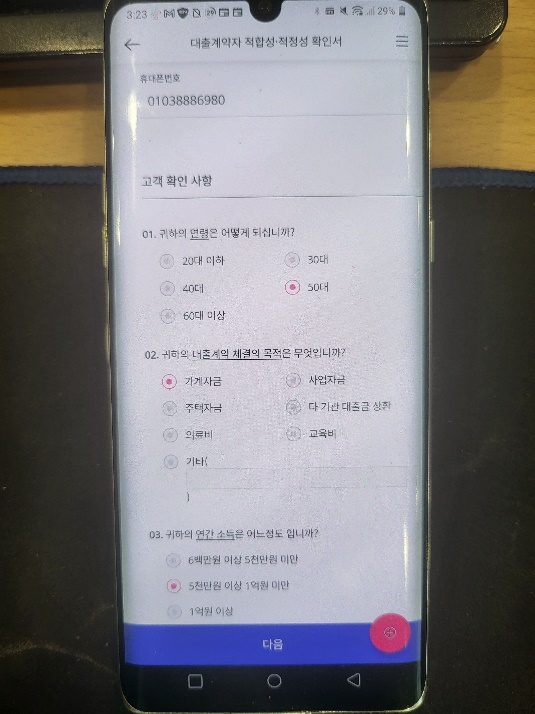 3:23
29%
대출계약자 적합성·적정성 확인서
휴대폰번호
01038886980
고객 확인 사항
01. 귀하의 연령은 어떻게 되십니까?
20대 이하 30대
40대 50대
60대 이상
02. 귀하의 대출계약 체결의 목적은 무엇입니까?
가계자금 사업자금
주택자금 타 기관 대출금 상환
의료비 교육비
기타(
)
03. 귀하의 연간 소득은 어느정도 입니까?
6백만원 이상 5천만원 미만
5천만원 이상 1억원 미만
1억원 이상
다음